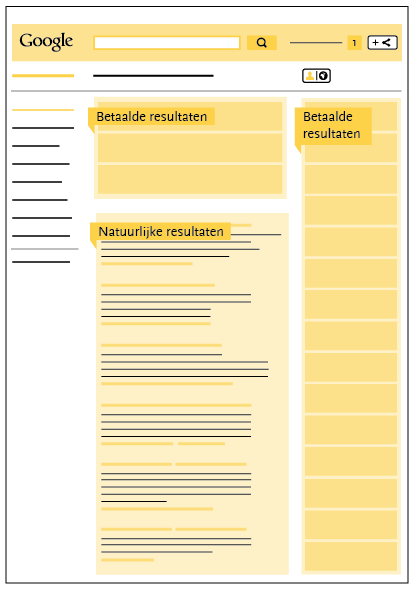 Google
1
+
Betaalde resultaten
Betaalde
resultaten
Natuurlijke resultaten